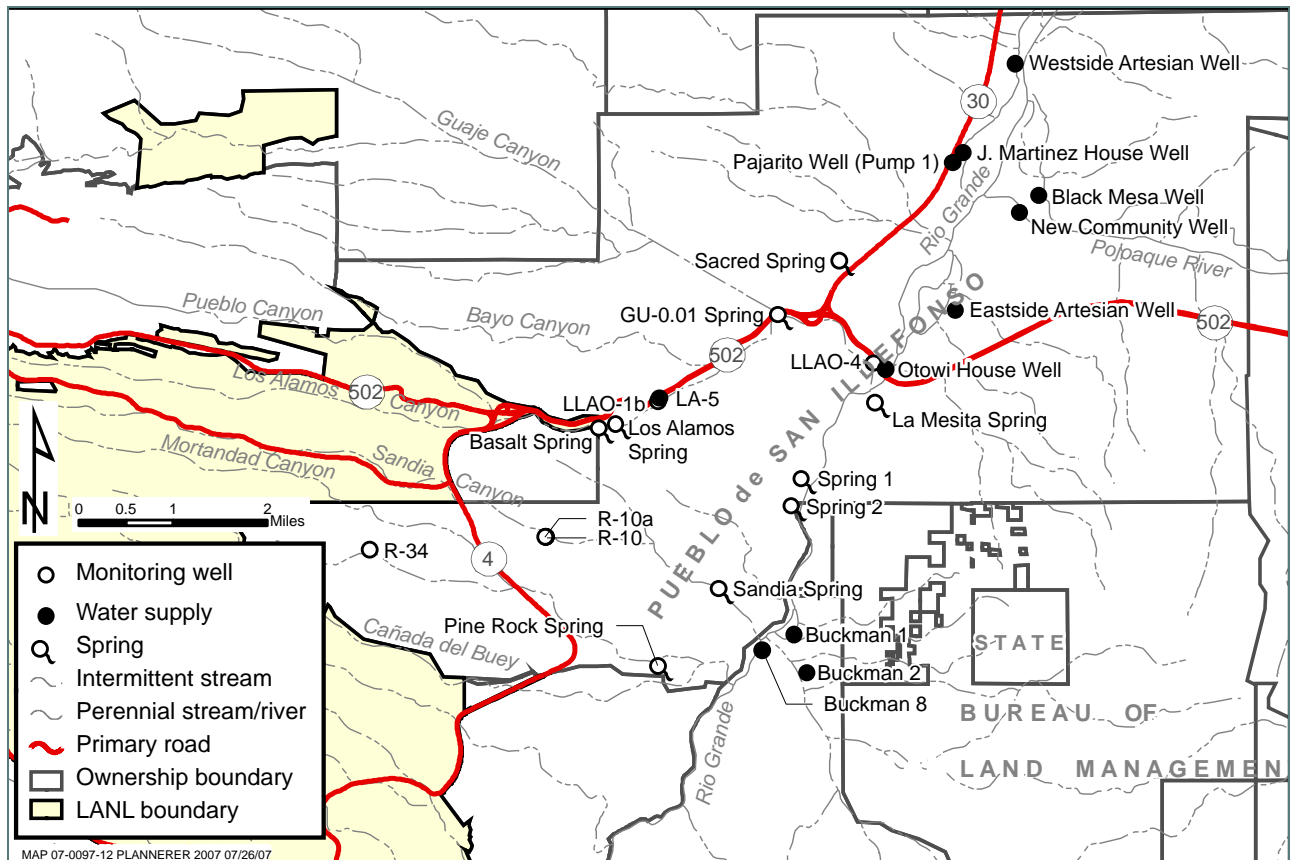 Westside Artesian Well
30
Guaje Canyon
J. Martinez House Well
Pajarito Well (Pump 1)
Rio Grande
Black Mesa Well
New Community Well
Pojoaque River
Sacred Spring
Pueblo Canyon
Bayo Canyon
GU-0.01 Spring
Eastside Artesian Well
502
502
LLAO-4
Otowi House Well
Los Alamos Canyon
502
LLAO-1b
LA-5
La Mesita Spring
Basalt Spring
Los Alamos
Spring
Mortandad Canyon
Sandia Canyon
PUEBLO de SAN ILLEFONSO
Spring 1
Spring 2
N
0 0.5 1 2
Miles
R-10a
R-10
R-34
4
Sandia Spring
Pine Rock Spring
Cañada del Buey
Buckman 1
Buckman 2
Buckman 8
Rio Grande
STATE
BUREAU OF
LAND MANAGEMEN
Monitoring well
Water supply
Spring
Intermittent stream
Perennial stream/river
Primary road
Ownership boundary
LANL boundary
MAP 07-0097-12 PLANNERER 2007 07/26/07